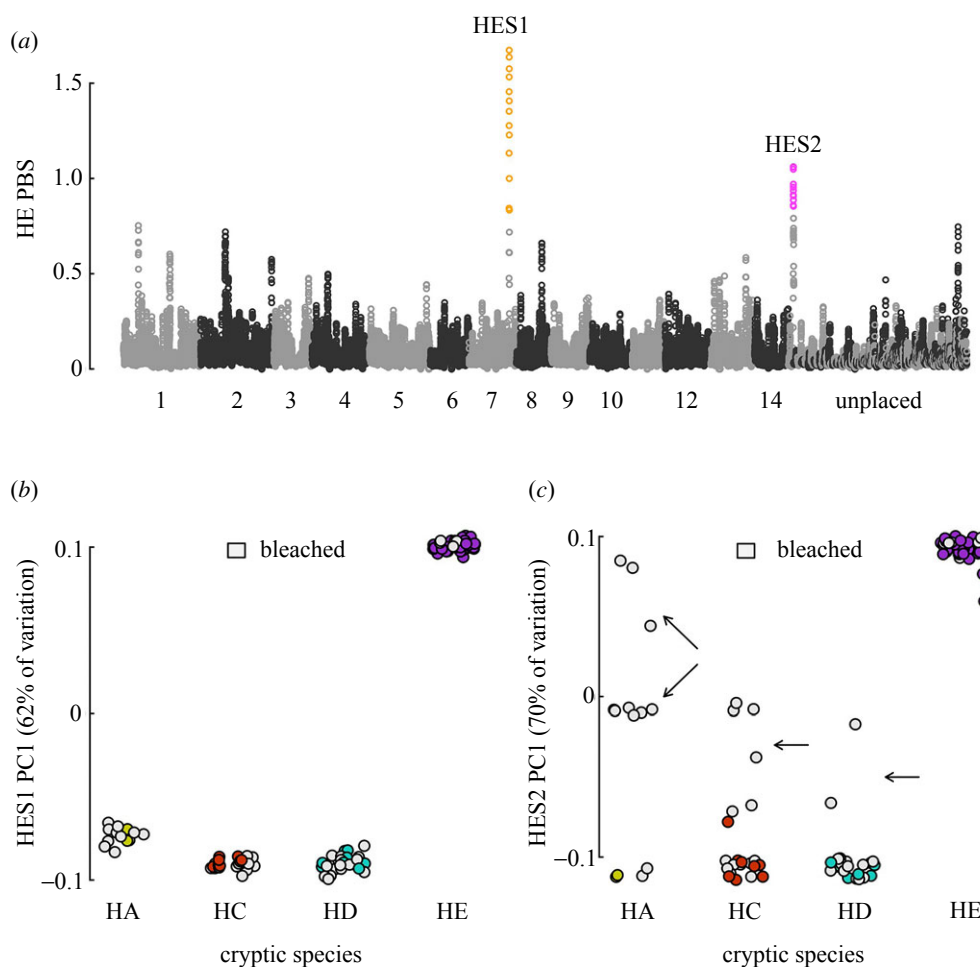 (a)
HES1
HES2
HE PBS
1.5
1.0
0.5
0
1 2 3 4 5 6 7 8 9 10 12 14 unplaced
(b)
bleached
HES1 PC1 (62% of variation)
0.1
0
–0.1
HA HC HD HE
cryptic species
(c)
bleached
HES2 PC1 (70% of variation)
0.1
0
–0.1
HA HC HD HE
cryptic species